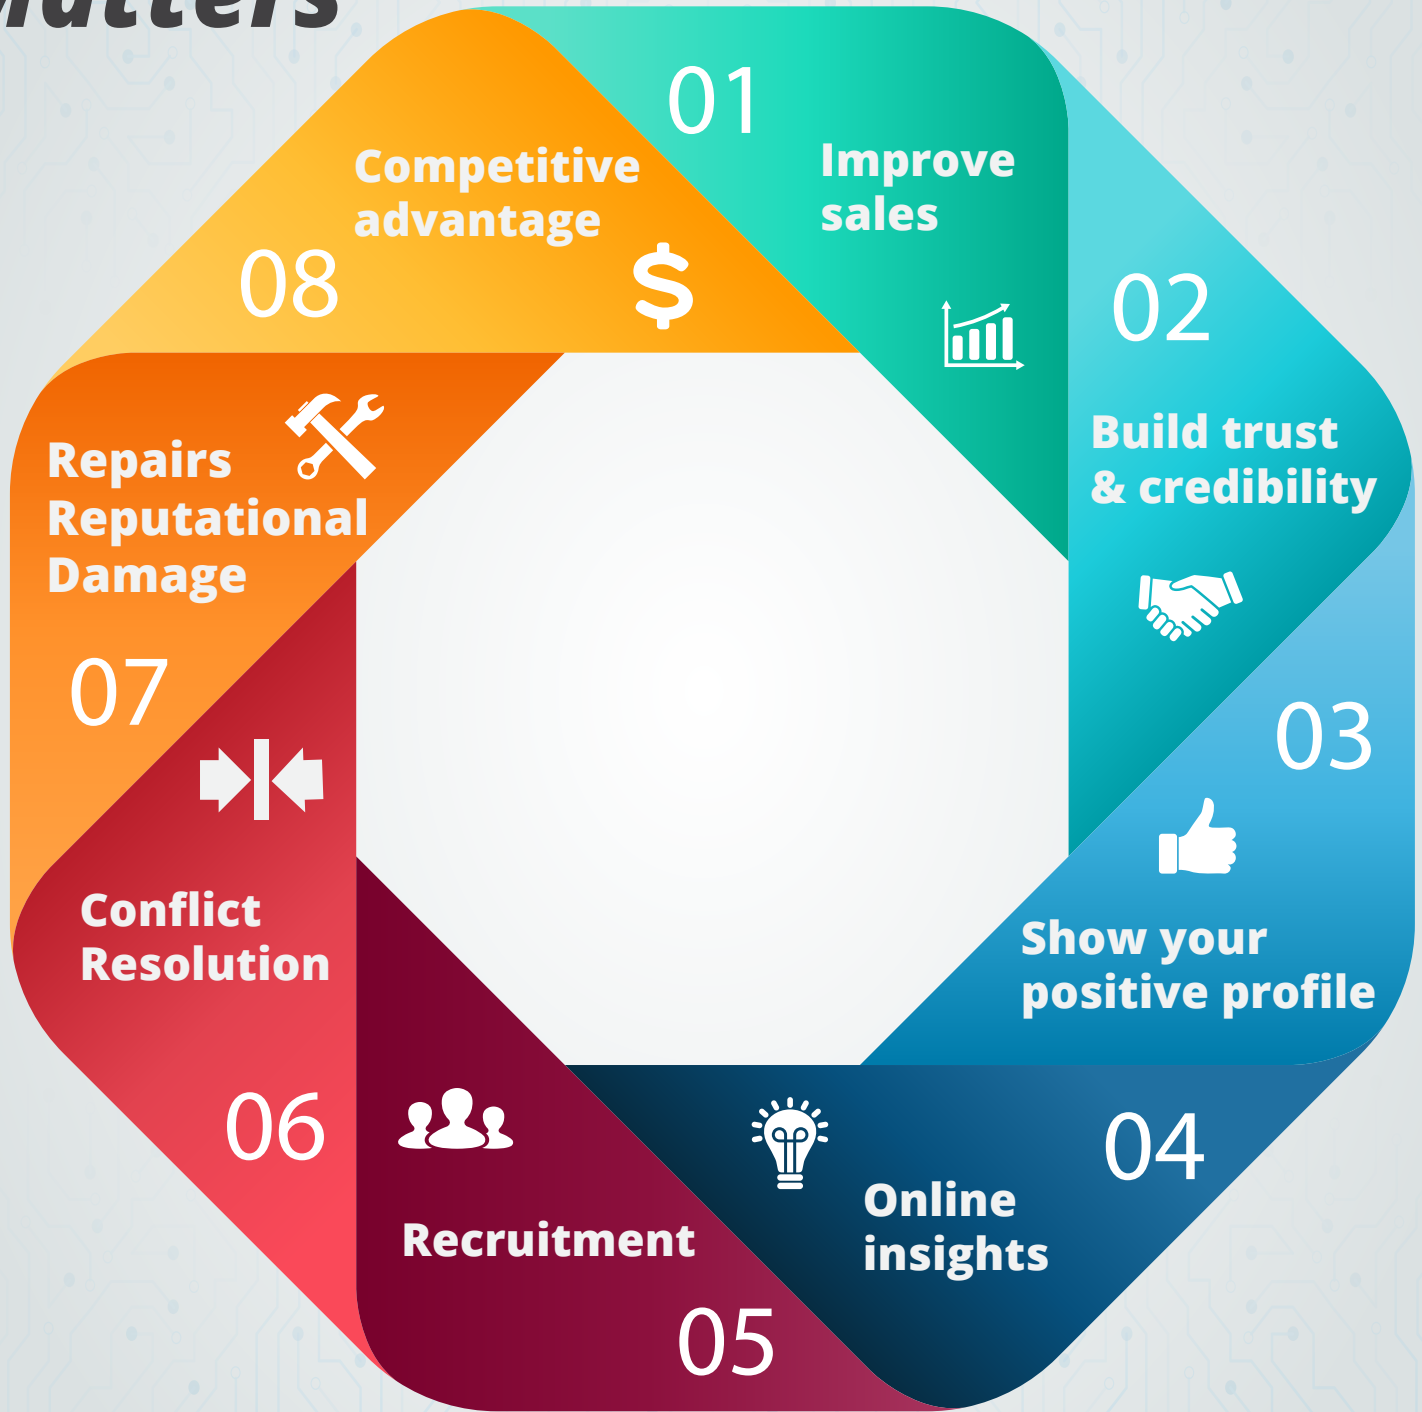 Matters
01
Improve
sales
02
Build trust
& credibility
03
Show your
positive profile
04
Online
insights
05
Recruitment
06
Conflict
Resolution
07
Repairs
Reputational
Damage
08
Competitive
advantage